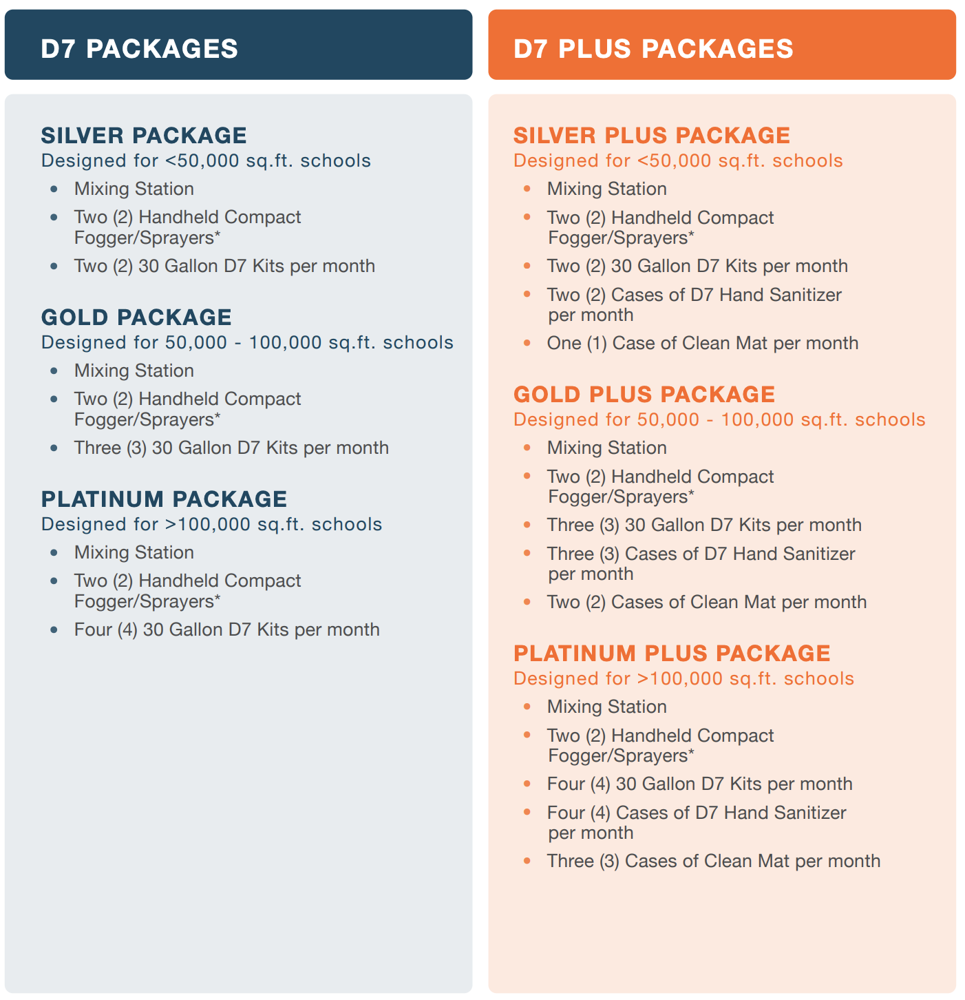 D7 PACKAGES
SILVER PACKAGE
Designed for <50,000 sq.ft. schools
• Mixing Station
• Two (2) Handheld Compact
Fogger/Sprayers*
• Two (2) 30 Gallon D7 Kits per month
GOLD PACKAGE
Designed for 50,000 - 100,000 sq.ft. schools
• Mixing Station
• Two (2) Handheld Compact
Fogger/Sprayers*
• Three (3) 30 Gallon D7 Kits per month
PLATINUM PACKAGE
Designed for >100,000 sq.ft. schools
• Mixing Station
• Two (2) Handheld Compact
Fogger/Sprayers*
• Four (4) 30 Gallon D7 Kits per month
D7 PLUS PACKAGES
SILVER PLUS PACKAGE
Designed for <50,000 sq.ft. schools
• Mixing Station
• Two (2) Handheld Compact
Fogger/Sprayers*
• Two (2) 30 Gallon D7 Kits per month
• Two (2) Cases of D7 Hand Sanitizer
per month
• One (1) Case of Clean Mat per month
GOLD PLUS PACKAGE
Designed for 50,000 - 100,000 sq.ft. schools
• Mixing Station
• Two (2) Handheld Compact
Fogger/Sprayers*
• Three (3) 30 Gallon D7 Kits per month
• Three (3) Cases of D7 Hand Sanitizer
per month
• Two (2) Cases of Clean Mat per month
PLATINUM PLUS PACKAGE
Designed for >100,000 sq.ft. schools
• Mixing Station
• Two (2) Handheld Compact
Fogger/Sprayers*
• Four (4) 30 Gallon D7 Kits per month
• Four (4) Cases of D7 Hand Sanitizer
per month
• Three (3) Cases of Clean Mat per month